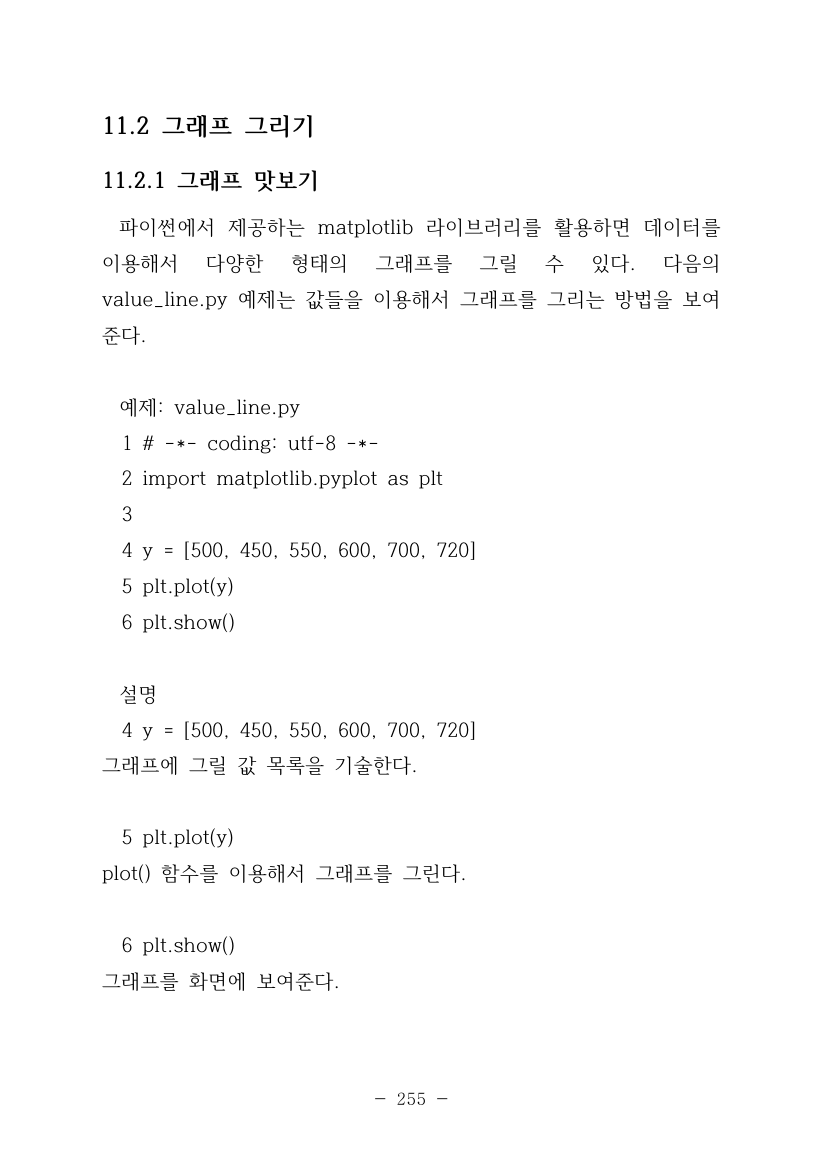 11.2 그래프 그리기
11.2.1 그래프 맛보기
파이썬에서 제공하는 matplotlib 라이브러리를 활용하면 데이터를
이용해서 다양한 형태의 그래프를 그릴 수 있다. 다음의
value_line.py 예제는 값들을 이용해서 그래프를 그리는 방법을 보여
준다.
예제: value_line.py
1 # -*- coding: utf-8 -*-
2 import matplotlib.pyplot as plt
3
4 y = [500, 450, 550, 600, 700, 720]
5 plt.plot(y)
6 plt.show()
설명
4 y = [500, 450, 550, 600, 700, 720]
그래프에 그릴 값 목록을 기술한다.
5 plt.plot(y)
plot() 함수를 이용해서 그래프를 그린다.
6 plt.show()
그래프를 화면에 보여준다.
- 255 -